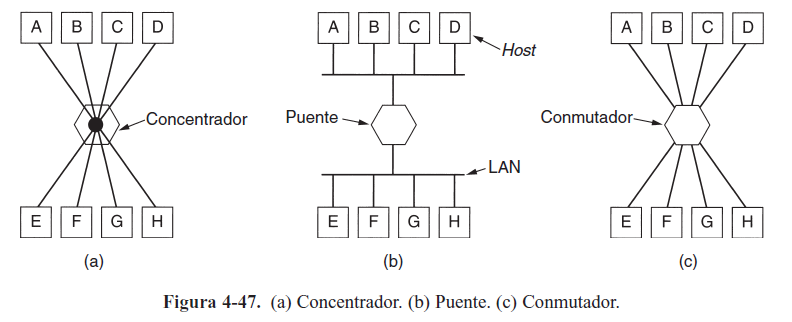 A B C D
Concentrador
E F G H
(a)
A B C D
Host
Puente
LAN
E F G H
(b)
A B C D
Conmutador
E F G H
(c)
Figura 4-47. (a) Concentrador. (b) Puente. (c) Conmutador.